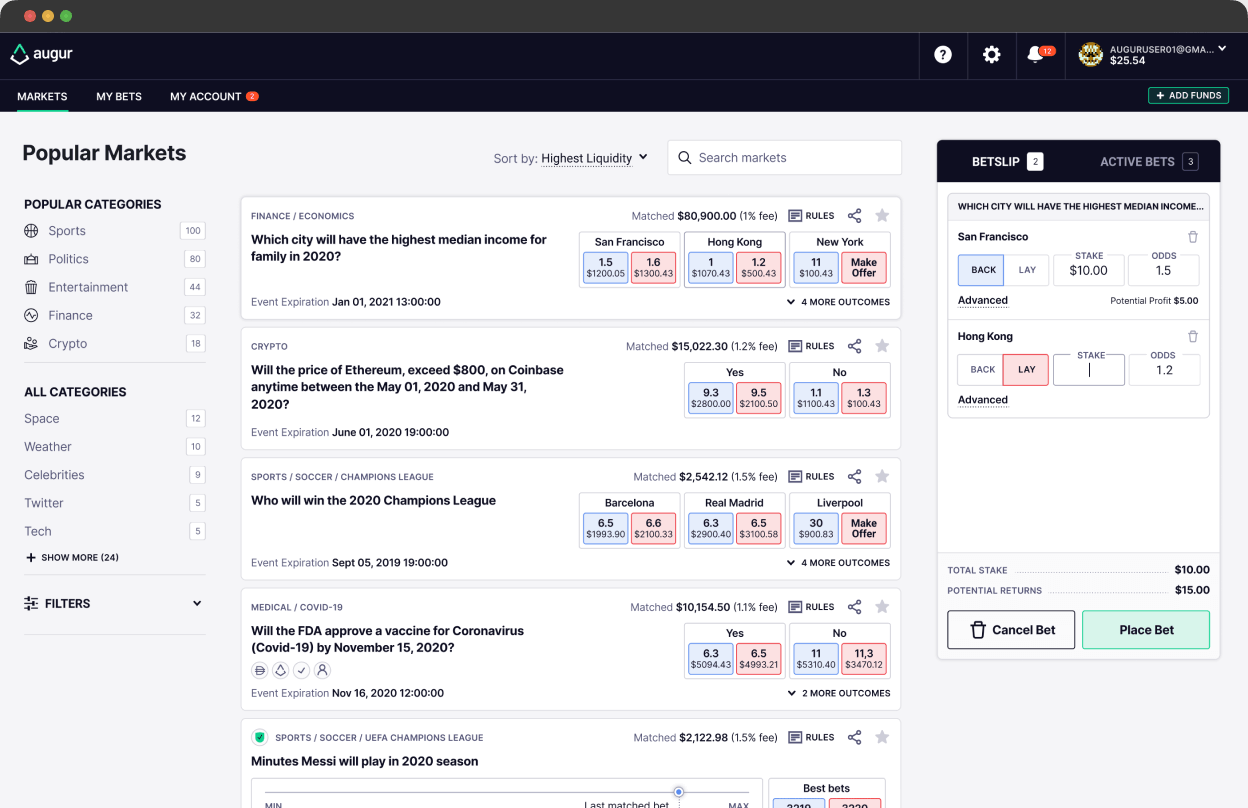 augur
?
12
AUGURUSER01@GMA...
$25.54
MARKETS
MY BETS
MY ACCOUNT 2
+ ADD FUNDS
Popular Markets
Sort by: Highest Liquidity
Search markets
POPULAR CATEGORIES
Sports 100
Politics 80
Entertainment 44
Finance 32
Crypto 18
ALL CATEGORIES
Space 12
Weather 10
Celebrities 9
Twitter 5
Tech 5
+ SHOW MORE (24)
FILTERS
FINANCE / ECONOMICS
Matched $80,900.00 (1% fee) RULES
Which city will have the highest median income for
family in 2020?
San Francisco
1.5 1.6
$1200.05 $1300.43
Hong Kong
1 1.2
$1070.43 $500.43
New York
11 Make
$100.43 Offer
Event Expiration Jan 01, 2021 13:00:00
4 MORE OUTCOMES
CRYPTO
Matched $15,022.30 (1.2% fee) RULES
Will the price of Ethereum, exceed $800, on Coinbase
anytime between the May 01, 2020 and May 31,
2020?
Yes
9.3 9.5
$2800.00 $2100.50
No
1.1 1.3
$1100.43 $100.43
Event Expiration June 01, 2020 19:00:00
SPORTS / SOCCER / CHAMPIONS LEAGUE
Matched $2,542.12 (1.5% fee) RULES
Who will win the 2020 Champions League
Barcelona
6.5 6.6
$1993.90 $2100.33
Real Madrid
6.3 6.5
$2900.40 $3100.58
Liverpool
30 Make
$900.83 Offer
Event Expiration Sept 05, 2019 19:00:00
4 MORE OUTCOMES
MEDICAL / COVID-19
Matched $10,154.50 (1.1% fee) RULES
Will the FDA approve a vaccine for Coronavirus
(Covid-19) by November 15, 2020?
Yes
6.3 6.5
$5094.43 $4993.21
No
11 11,3
$5310.40 $3470.12
Event Expiration Nov 16, 2020 12:00:00
2 MORE OUTCOMES
SPORTS / SOCCER / UEFA CHAMPIONS LEAGUE
Matched $2,122.98 (1.5% fee) RULES
Minutes Messi will play in 2020 season
MIN
Last matched bet
MAX
Best bets
3219 3220
BETSLIP 2
ACTIVE BETS 3
WHICH CITY WILL HAVE THE HIGHEST MEDIAN INCOME...
San Francisco
BACK LAY
STAKE
$10.00
ODDS
1.5
Advanced
Potential Profit $5.00
Hong Kong
BACK LAY
STAKE
ODDS
1.2
Advanced
TOTAL STAKE $10.00
POTENTIAL RETURNS $15.00
Cancel Bet
Place Bet